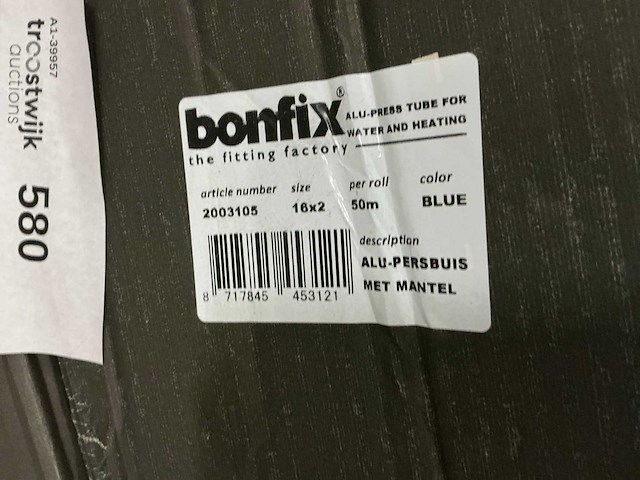 A1-39957
troostwijk
auctions
580
bonfix®
the fitting factory
ALU-PRESS TUBE FOR
WATER AND HEATING
article number size per roll color
2003105 16x2 50m BLUE
description
ALU-PERSBUIS
MET MANTEL
8 717845 453121